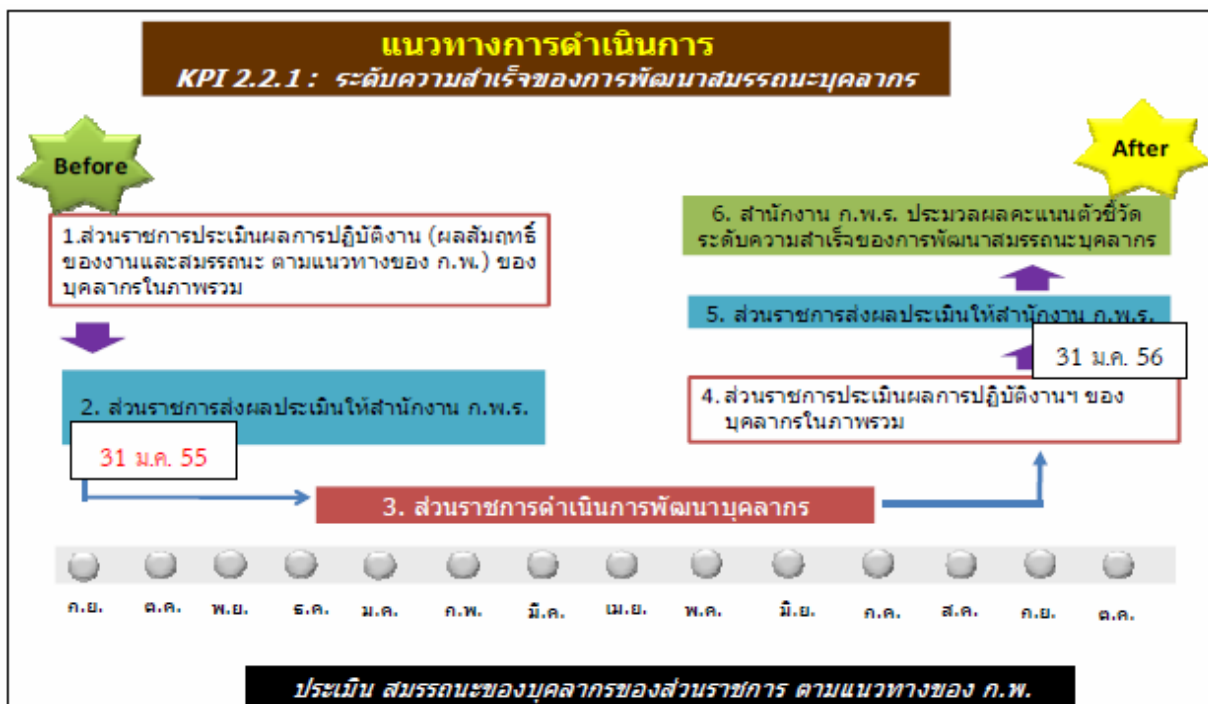 แนวทางการดำเนินการ
KPI 2.2.1 : ระดับความสำเร็จของการพัฒนาสมรรถนะบุคลากร
Before
After
1.ส่วนราชการประเมินผลการปฏิบัติงาน (ผลสัมฤทธิ์
ของงานและสมรรถนะ ตามแนวทางของ ก.พ.) ของ
บุคลากรในภาพรวม
2. ส่วนราชการส่งผลประเมินให้สำนักงาน ก.พ.ร.
31 ม.ค. 55
3. ส่วนราชการดำเนินการพัฒนาบุคลากร
4. ส่วนราชการประเมินผลการปฏิบัติงานฯ ของ
บุคลากรในภาพรวม
31 ม.ค. 56
5. ส่วนราชการส่งผลประเมินให้สำนักงาน ก.พ.ร.
6. สำนักงาน ก.พ.ร. ประมวลผลคะแนนตัวชี้วัด
ระดับความสำเร็จของการพัฒนาสมรรถนะบุคลากร
ก.ย. ต.ค. พ.ย. ธ.ค. ม.ค. ก.พ. มี.ค. เม.ย. พ.ค. มิ.ย. ก.ค. ส.ค. ก.ย. ต.ค.
ประเมิน สมรรถนะของบุคลากรของส่วนราชการ ตามแนวทางของ ก.พ.